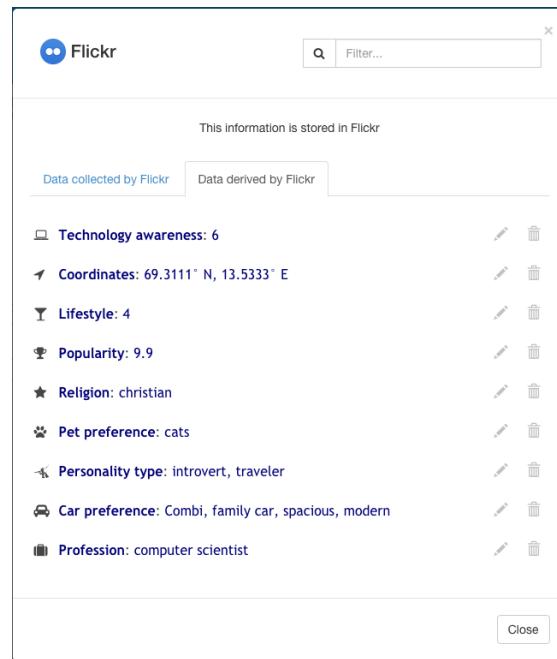 ×
Flickr
Filter...
This information is stored in Flickr
Data collected by Flickr Data derived by Flickr
Technology awareness: 6
Coordinates: 69.3111° N, 13.5333° E
Lifestyle: 4
Popularity: 9.9
Religion: christian
Pet preference: cats
Personality type: introvert, traveler
Car preference: Combi, family car, spacious, modern
Profession: computer scientist
Close